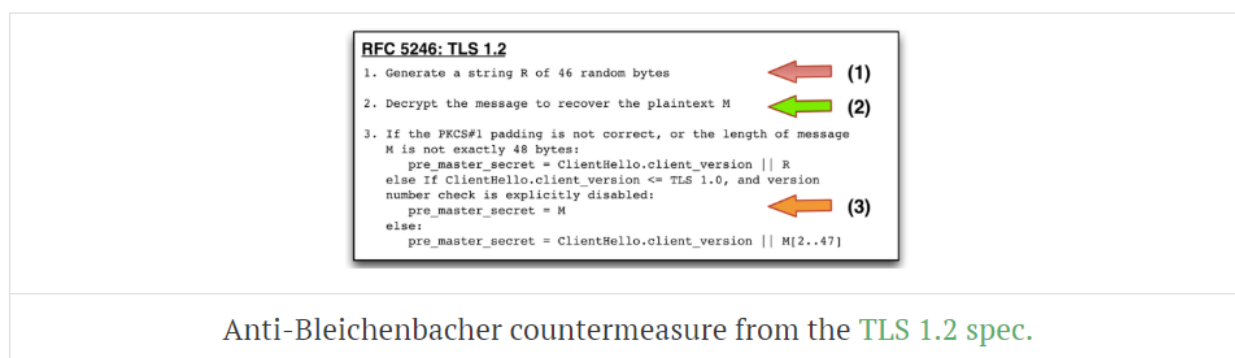 RFC 5246: TLS 1.2
1. Generate a string R of 46 random bytes
(1)
2. Decrypt the message to recover the plaintext M
(2)
3. If the PKCS#1 padding is not correct, or the length of message
M is not exactly 48 bytes:
pre_master_secret = ClientHello.client_version || R
else If ClientHello.client_version <= TLS 1.0, and version
number check is explicitly disabled:
pre_master_secret = M
(3)
else:
pre_master_secret = ClientHello.client_version || M[2..47]
Anti-Bleichenbacher countermeasure from the TLS 1.2 spec.